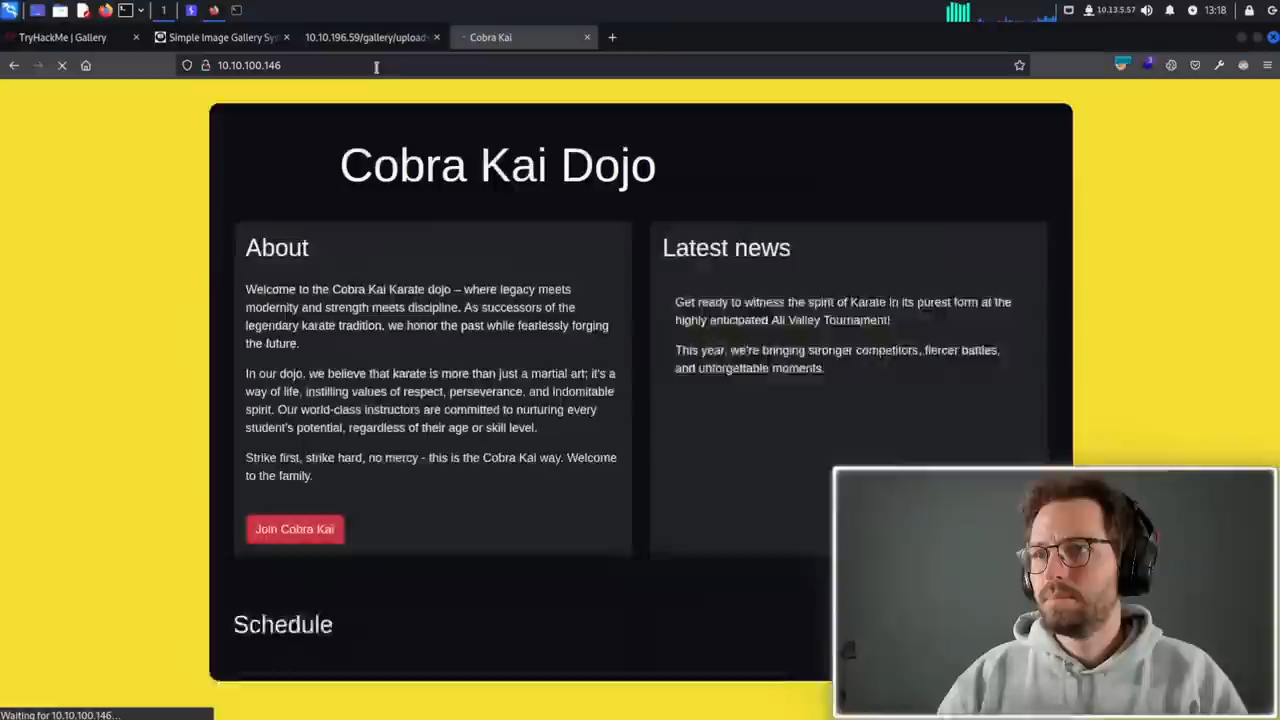 1
10.13.5.57
13:18
TryHackMe | Gallery
Simple Image Gallery Sys
10.10.196.59/gallery/upload
Cobra Kai
10.10.100.146
Cobra Kai Dojo
About
Welcome to the Cobra Kai Karate dojo – where legacy meets
modernity and strength meets discipline. As successors of the
legendary karate tradition, we honor the past while fearlessly forging
the future.
In our dojo, we believe that karate is more than just a martial art; it's a
way of life, instilling values of respect, perseverance, and indomitable
spirit. Our world-class instructors are committed to nurturing every
student's potential, regardless of their age or skill level.
Strike first, strike hard, no mercy - this is the Cobra Kai way. Welcome
to the family.
Join Cobra Kai
Latest news
Get ready to witness the spirit of Karate in its purest form at the
highly anticipated All Valley Tournament!
This year, we're bringing stronger competitors, fiercer battles,
and unforgettable moments.
Schedule
Waiting for 10.10.100.146...